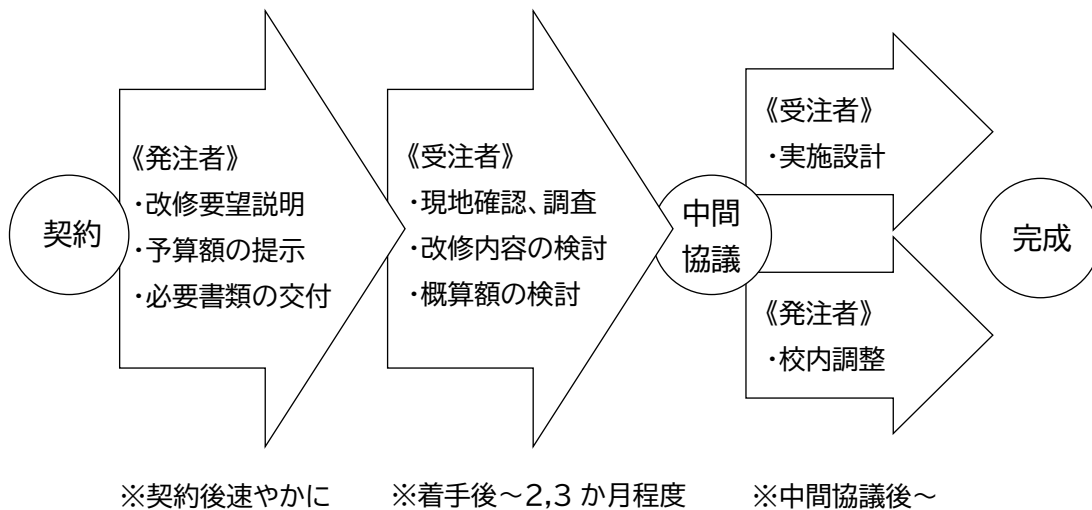 契約
《発注者》
・改修要望説明
・予算額の提示
・必要書類の交付
《受注者》
・現地確認、調査
・改修内容の検討
・概算額の検討
中間
協議
《受注者》
・実施設計
《発注者》
・校内調整
完成
※契約後速やかに
※着手後～2,3か月程度
※中間協議後～